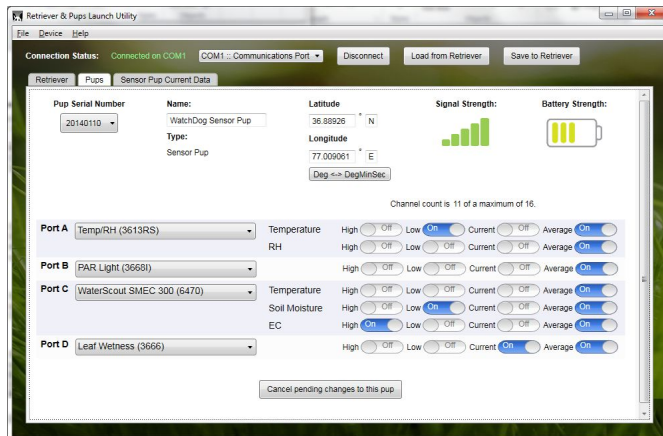 Retriever & Pups Launch Utility
File Device Help
Connection Status: Connected on COM1 COM1 :: Communications Port Disconnect Load from Retriever Save to Retriever
Retriever Pups Sensor Pup Current Data
Pup Serial Number Name: Latitude Signal Strength: Battery Strength:
20140110 WatchDog Sensor Pup 36.88926 ° N
Type: Longitude
Sensor Pup 77.009061 ° E
Deg <-> DegMinSec
Channel count is 11 of a maximum of 16.
Port A Temp/RH (3613RS) Temperature High Off Low On Current Off Average On
RH High Off Low Off Current Off Average On
Port B PAR Light (3668I) High Off Low Off Current Off Average On
Port C WaterScout SMEC 300 (6470) Temperature High Off Low Off Current Off Average On
Soil Moisture High Off Low On Current Off Average On
EC High On Low Off Current Off Average On
Port D Leaf Wetness (3666) High Off Low Off Current On Average On
Cancel pending changes to this pup